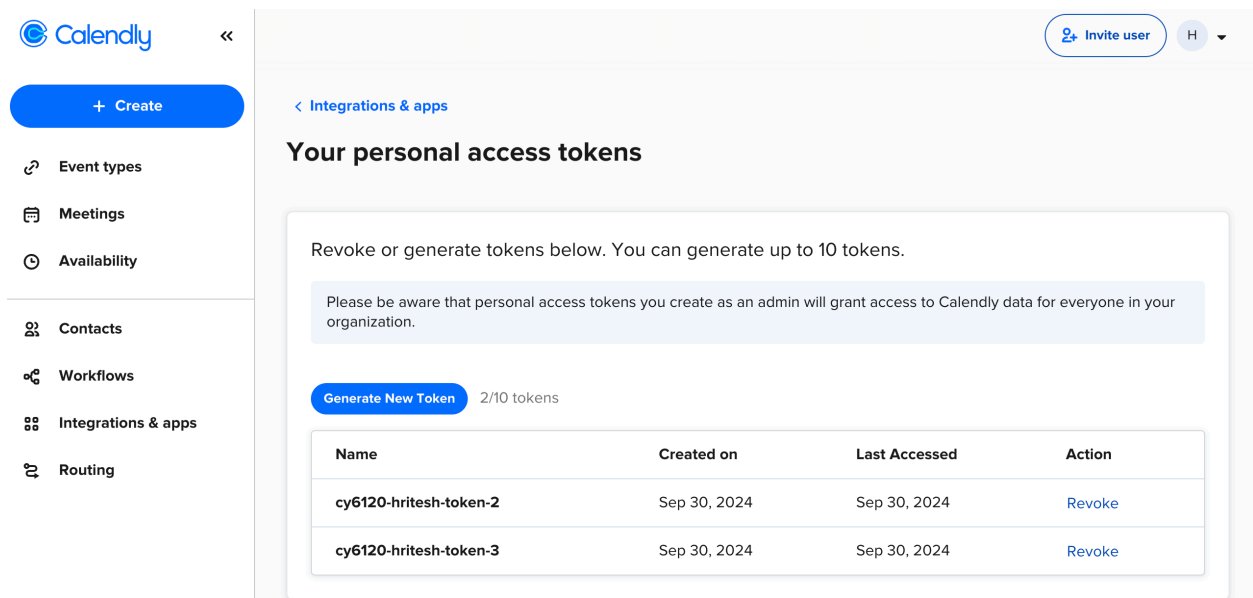 Calendly
+ Create
Event types
Meetings
Availability
Contacts
Workflows
Integrations & apps
Routing
Invite user
H
Integrations & apps
Your personal access tokens
Revoke or generate tokens below. You can generate up to 10 tokens.
Please be aware that personal access tokens you create as an admin will grant access to Calendly data for everyone in your
organization.
Generate New Token 2/10 tokens
Name Created on Last Accessed Action
cy6120-hritesh-token-2 Sep 30, 2024 Sep 30, 2024 Revoke
cy6120-hritesh-token-3 Sep 30, 2024 Sep 30, 2024 Revoke